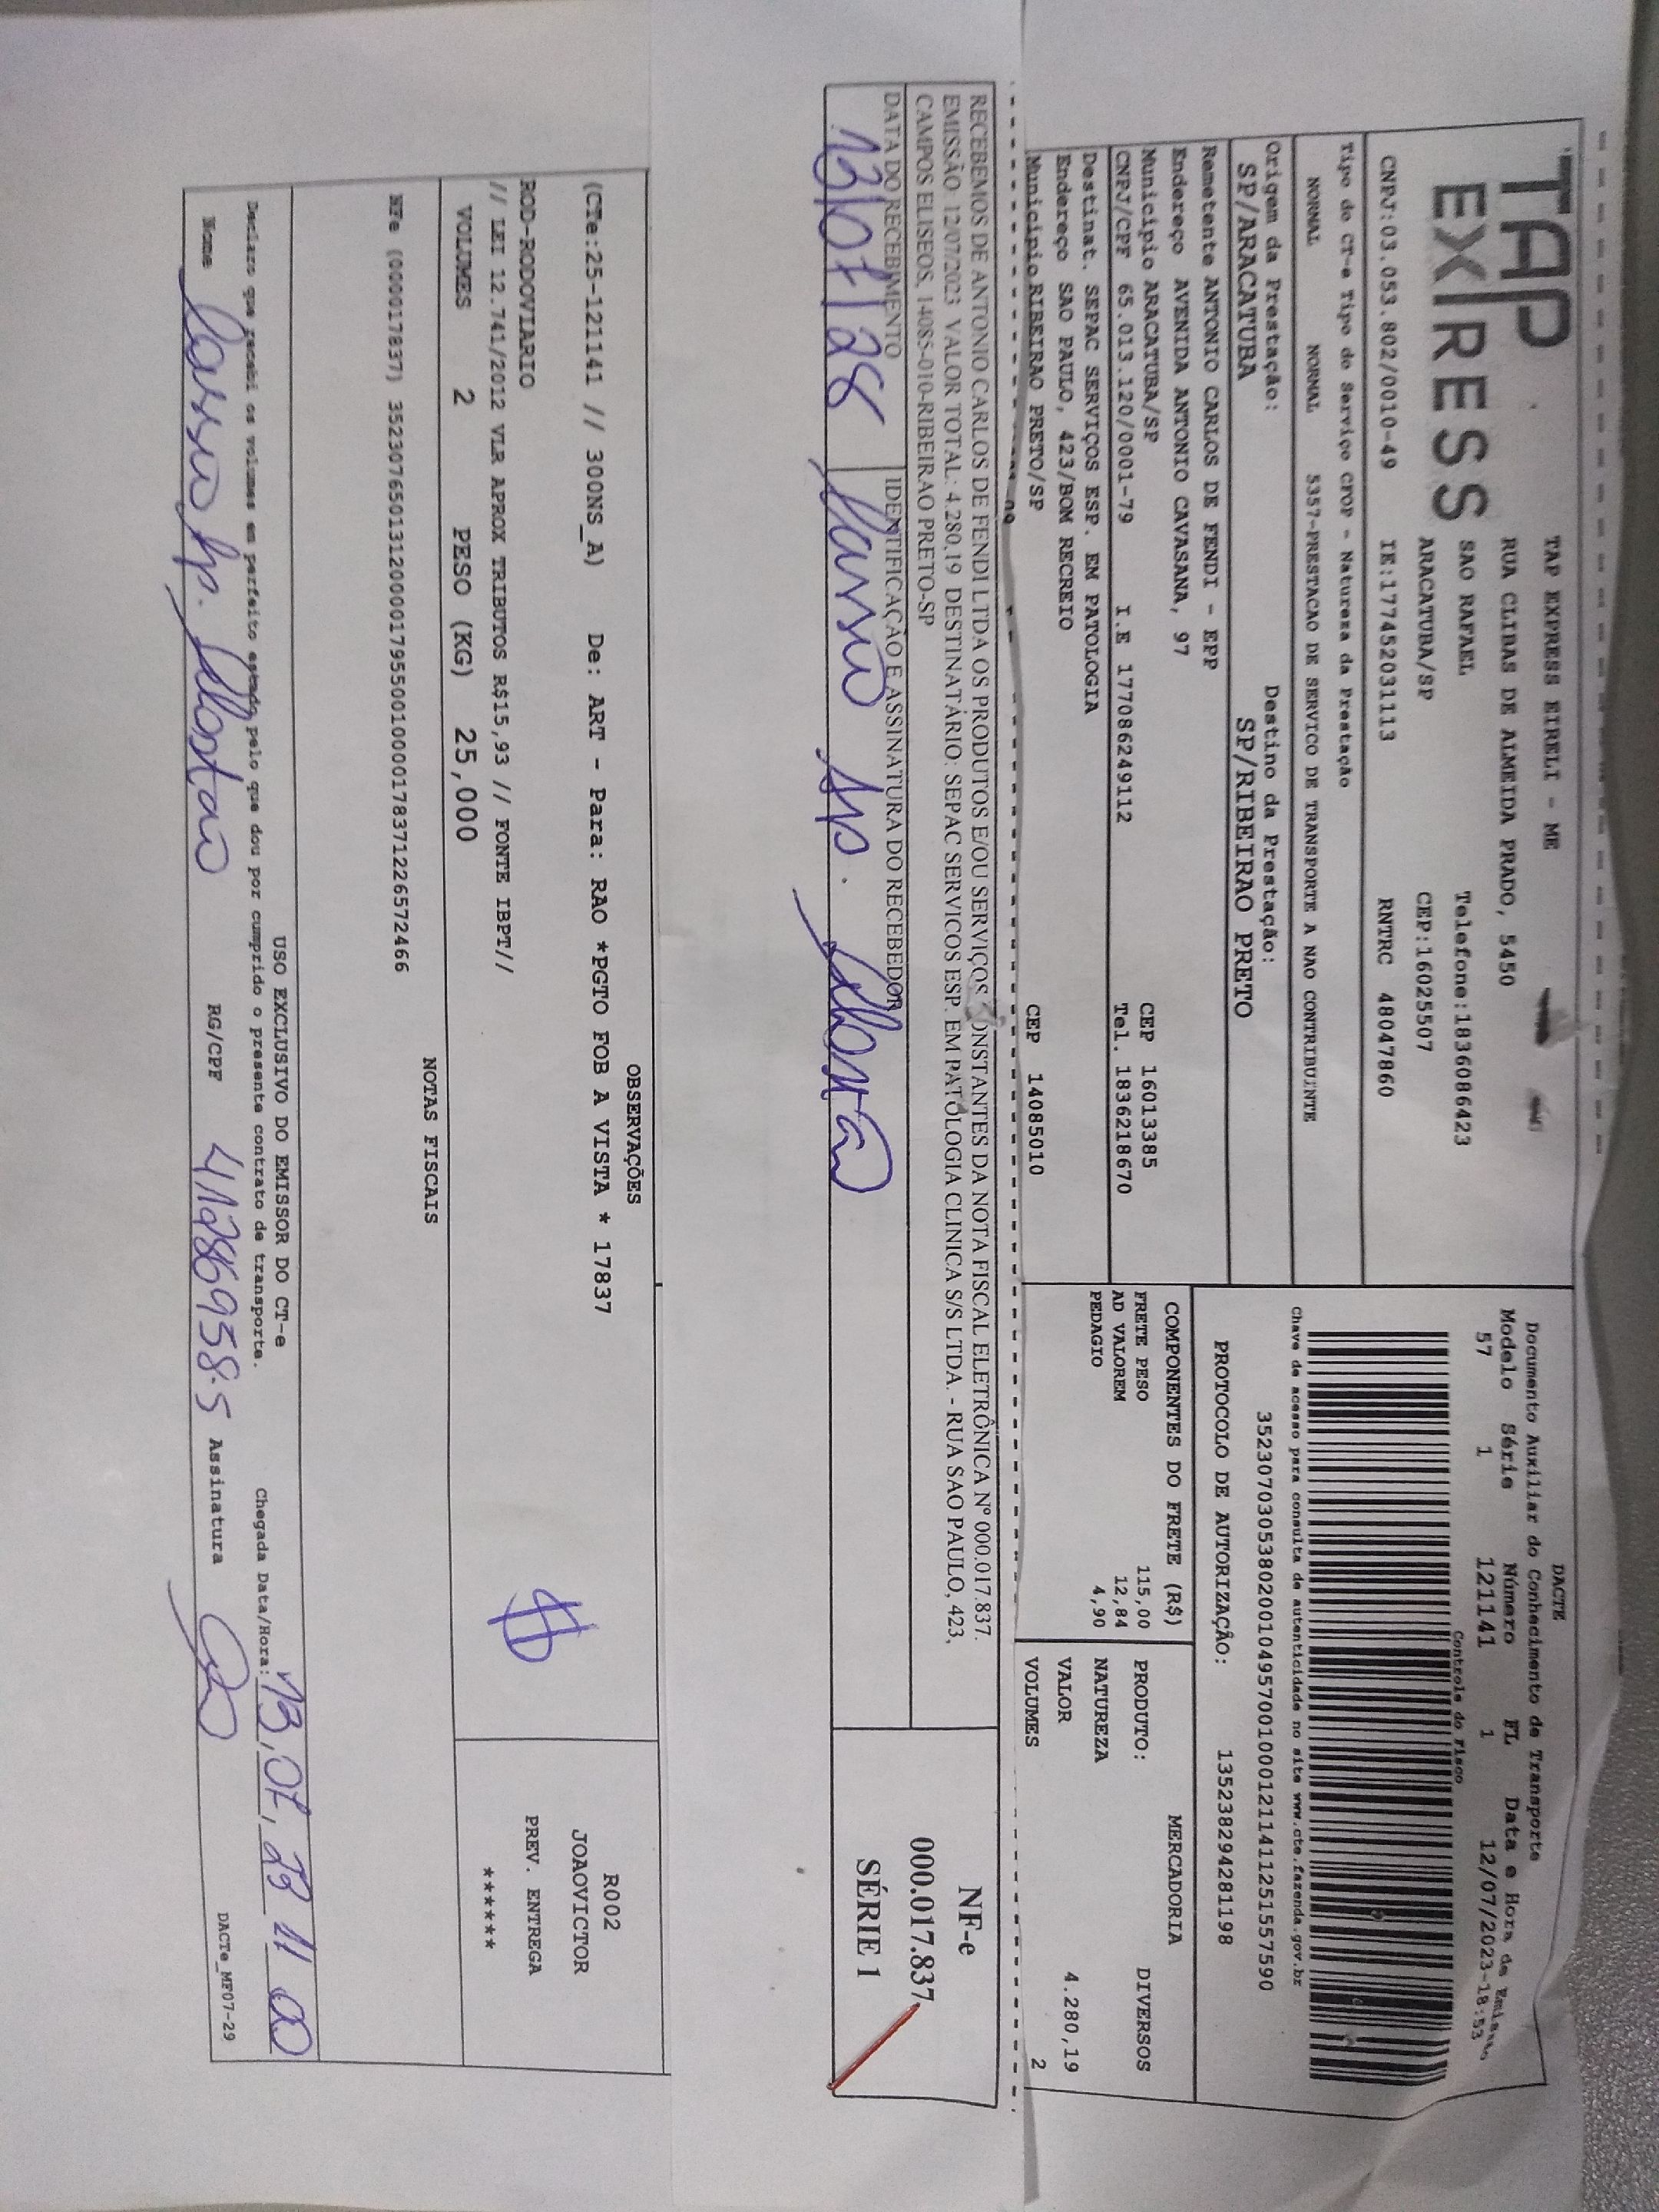 TAP
EXPRESS
TAP EXPRESS EIRELI - ME
RUA CLIBAS DE ALMEIDA PRADO, 5450
SAO RAFAEL Telefone:1836086423
ARACATUBA/SP CEP:16025507
CNPJ:03.053.802/0010-49 IE:177452031113 RNTRC 48047860
Tipo do CT-e Tipo do Serviço CFOP - Natureza da Prestação
NORMAL NORMAL 5357-PRESTACAO DE SERVICO DE TRANSPORTE A NAO CONTRIBUINTE
Origem da Prestação: Destino da Prestação:
SP/ARACATUBA SP/RIBEIRAO PRETO
Remetente ANTONIO CARLOS DE FENDI - EPP
Endereço AVENIDA ANTONIO CAVASANA, 97
Município ARACATUBA/SP CEP 16013385
CNPJ/CPF 65.013.120/0001-79 I.E 177086249112 Tel. 1836218670
Destinat. SEPAC SERVIÇOS ESP. EM PATOLOGIA
Endereço SAO PAULO, 423/BOM RECREIO
Município RIBEIRAO PRETO/SP CEP 14085010
DACTE
Documento Auxiliar do Conhecimento de Transporte
Modelo Série Número FL Data e Hora de Emissão
57 1 121141 1 12/07/2023-18:53
Controle do Fisco
Chave de acesso para consulta de autenticidade no site www.cte.fazenda.gov.br
35230703053802001049570010001211411251557590
PROTOCOLO DE AUTORIZAÇÃO: 135238294281198
COMPONENTES DO FRETE (R$)
FRETE PESO 115,00
AD VALOREM 12,84
PEDAGIO 4,90
MERCADORIA
PRODUTO: DIVERSOS
NATUREZA
VALOR 4.280,19
VOLUMES 2
RECEBEMOS DE ANTONIO CARLOS DE FENDI LTDA OS PRODUTOS E/OU SERVIÇOS CONSTANTES DA NOTA FISCAL ELETRÔNICA Nº 000.017.837.
EMISSÃO: 12/07/2023 VALOR TOTAL: 4.280,19 DESTINATÁRIO: SEPAC SERVICOS ESP. EM PATOLOGIA CLINICA S/S LTDA. - RUA SAO PAULO, 423,
CAMPOS ELISEOS, 14085-010-RIBEIRAO PRETO-SP
DATA DO RECEBIMENTO IDENTIFICAÇÃO E ASSINATURA DO RECEBEDOR
NF-e
000.017.837
SÉRIE 1
OBSERVAÇÕES
(CTe:25-121141 // 300NS_A) De: ART - Para: RAO *PGTO FOB A VISTA * 17837
ROD-RODOVIARIO
// LEI 12.741/2012 VLR APROX TRIBUTOS R$15,93 // FONTE IBPT//
VOLUMES 2 PESO (KG) 25,000
R002
JOAOVICTOR
PREV. ENTREGA
******
NOTAS FISCAIS
NFe (000017837) 35230765013120000179550010000178371226572466
USO EXCLUSIVO DO EMISSOR DO CT-e
Declaro que recebi os volumes em perfeito estado pelo que dou por cumprido o presente contrato de transporte. Chegada Data/Hora: 13,07,23 11 00
Nome RG/CPF 41286958-5 Assinatura
DACTe_MF07-29